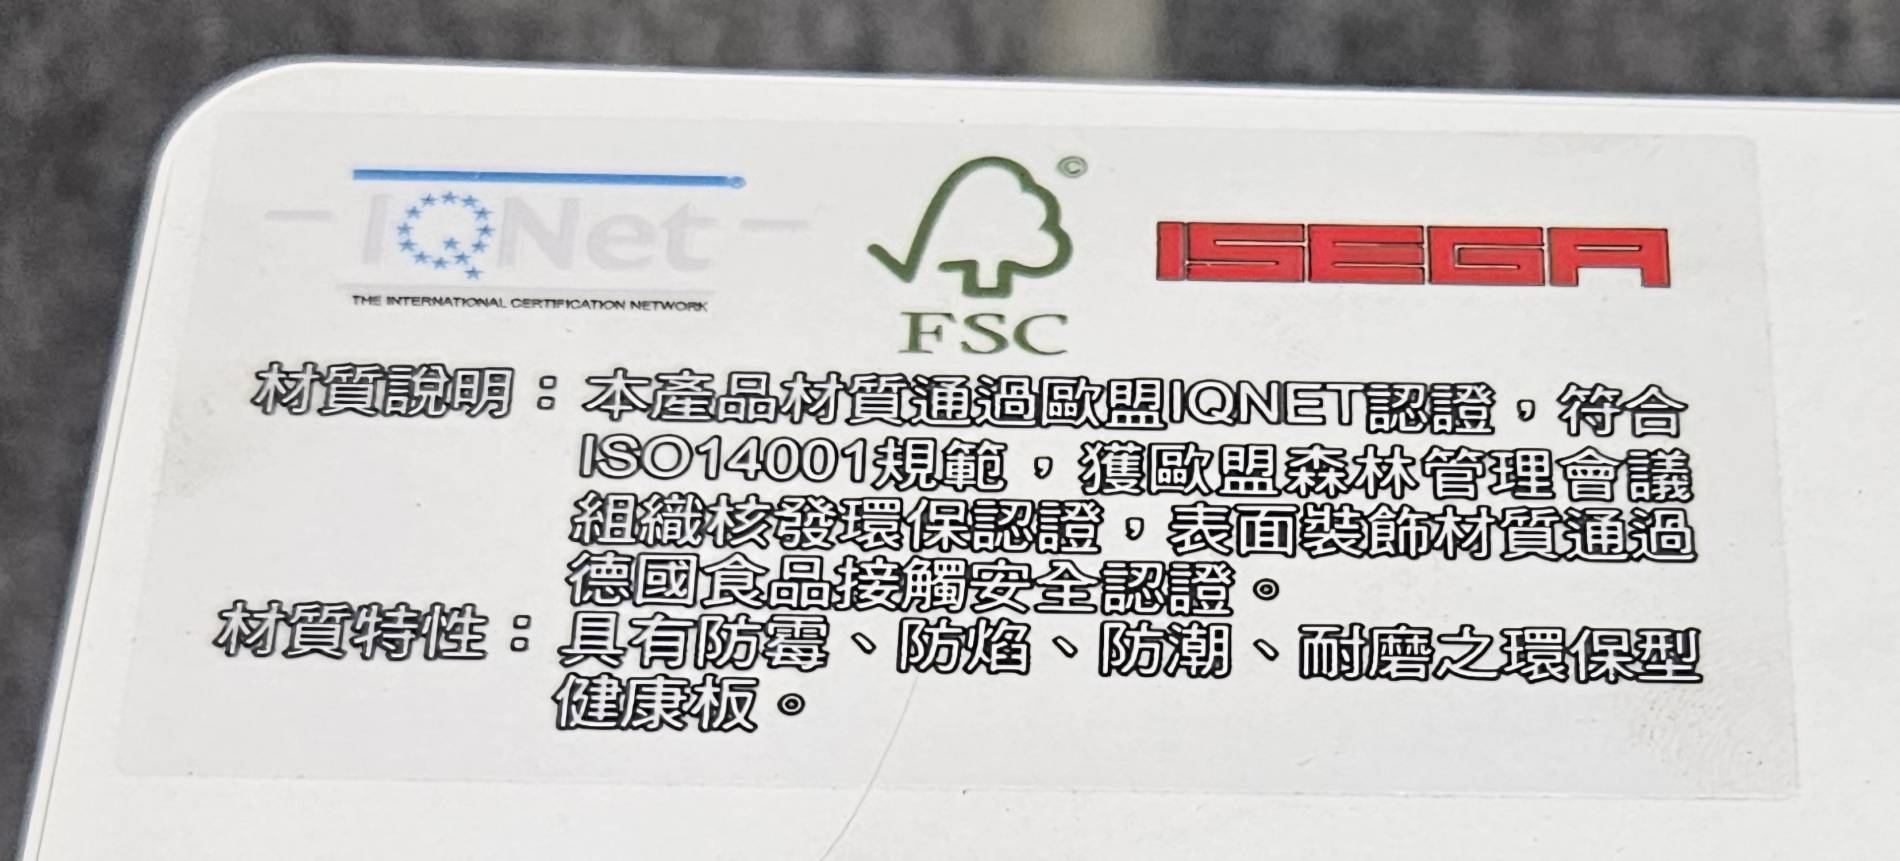 IQNet
THE INTERNATIONAL CERTIFICATION NETWORK
©
FSC
ISEGA
材質說明：本產品材質通過歐盟IQNET認證，符合
ISO14001規範，獲歐盟森林管理會議
組織核發環保認證，表面裝飾材質通過
德國食品接觸安全認證。
材質特性：具有防霉、防焰、防潮、耐磨之環保型
健康板。